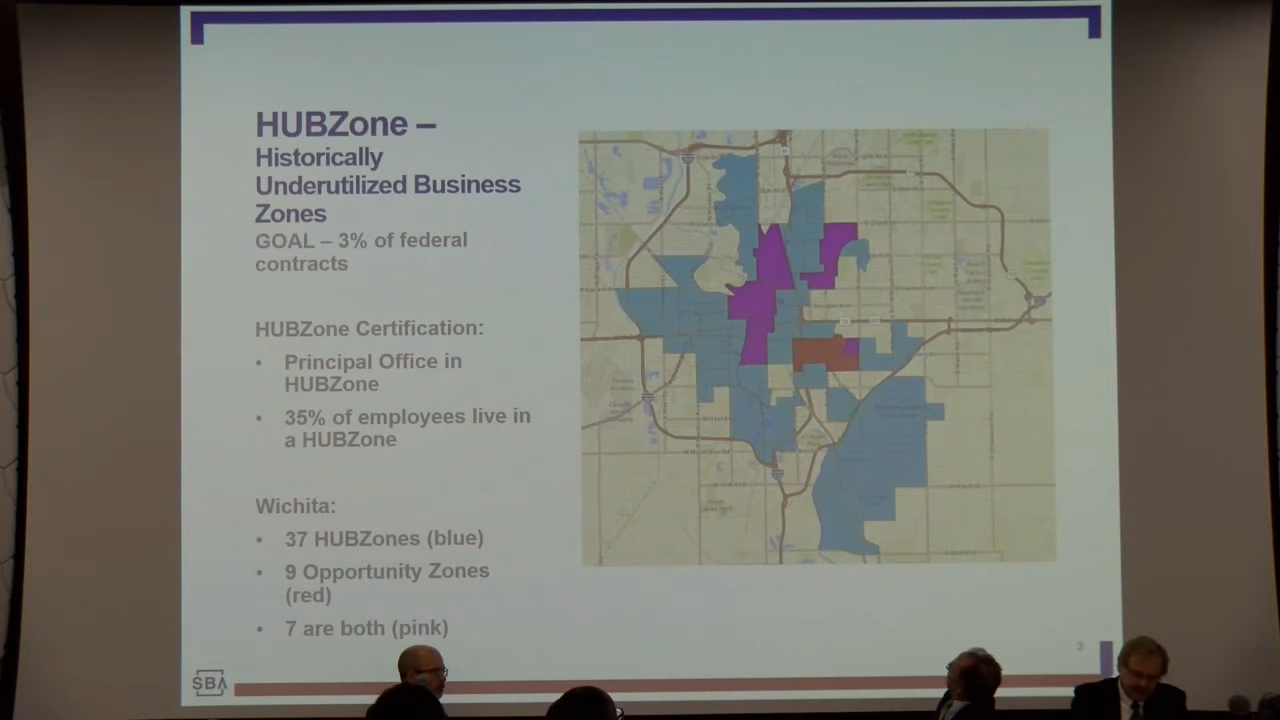 HUBZone –
Historically
Underutilized Business
Zones
GOAL – 3% of federal
contracts
HUBZone Certification:
• Principal Office in
HUBZone
• 35% of employees live in
a HUBZone
Wichita:
• 37 HUBZones (blue)
• 9 Opportunity Zones
(red)
• 7 are both (pink)
3
SBA